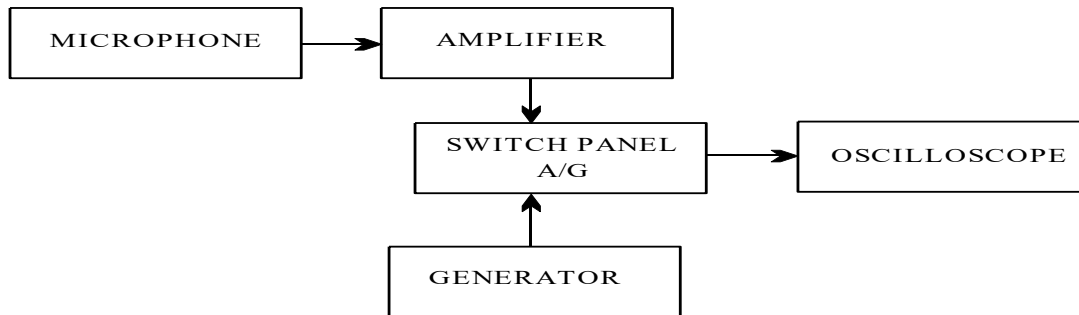 MICROPHONE
AMPLIFIER
SWITCH PANEL
A/G
OSCILLOSCOPE
GENERATOR